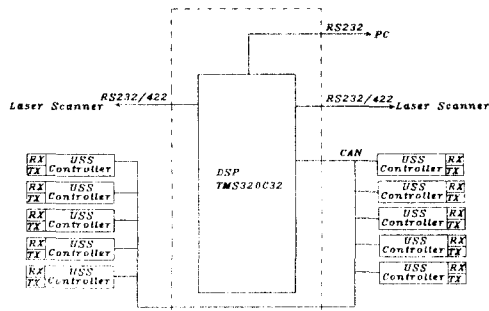 RS232
PC
RS232/422
RS232/422
Laser Scanner
Laser Scanner
CAN
DSP
TMS320C32
RX
TX
USS
Controller
RX
TX
USS
Controller
RX
TX
USS
Controller
RX
TX
USS
Controller
RX
TX
USS
Controller
USS
Controller
RX
TX
USS
Controller
RX
TX
USS
Controller
RX
TX
USS
Controller
RX
TX
USS
Controller
RX
TX